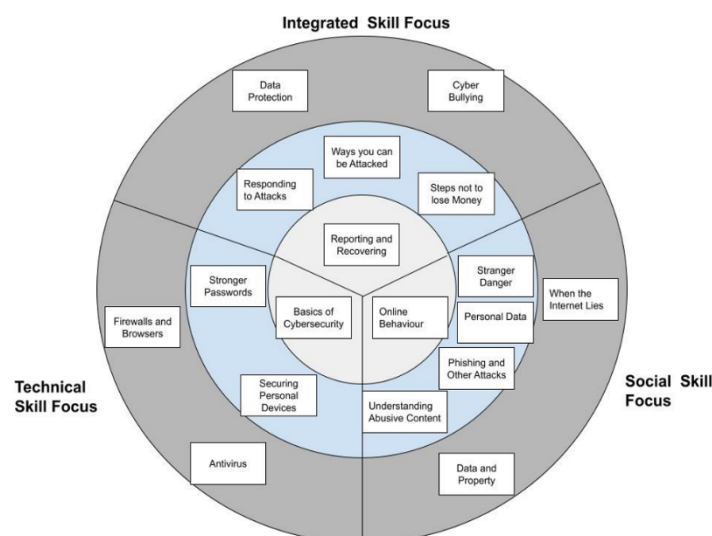 Integrated Skill Focus
Data
Protection
Cyber
Bullying
Ways you can
be Attacked
Responding
to Attacks
Steps not to
lose Money
Reporting and
Recovering
Stronger
Passwords
Stranger
Danger
When the
Internet Lies
Firewalls and
Browsers
Basics of
Cybersecurity
Online
Behaviour
Personal Data
Phishing and
Other Attacks
Technical
Skill Focus
Social Skill
Focus
Securing
Personal
Devices
Understanding
Abusive Content
Antivirus
Data and
Property